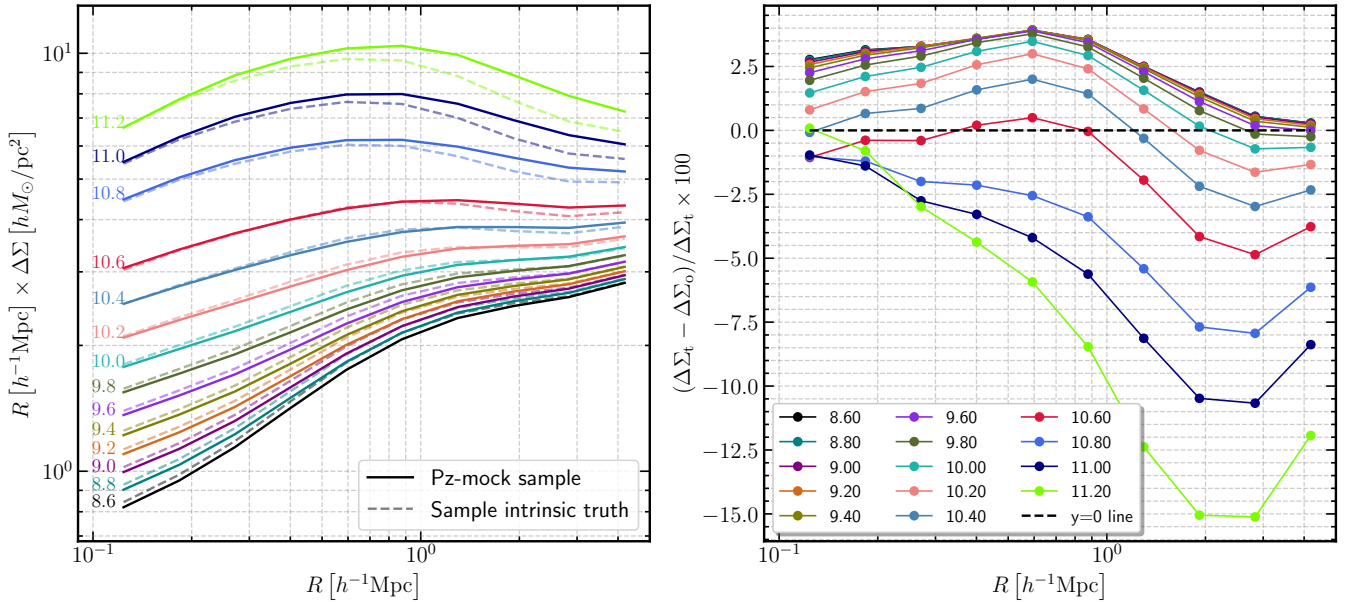 10¹
10⁰
R [h⁻¹Mpc] × ΔΣ [hM⊙/pc²]
11.2
11.0
10.8
10.6
10.4
10.2
10.0
9.8
9.6
9.4
9.2
9.0
8.8
8.6
Pz-mock sample
Sample intrinsic truth
10⁻¹
10⁰
R [h⁻¹Mpc]
(ΔΣₜ − ΔΣₒ)/ΔΣₜ × 100
2.5
0.0
−2.5
−5.0
−7.5
−10.0
−12.5
−15.0
8.60 9.60 10.60
8.80 9.80 10.80
9.00 10.00 11.00
9.20 10.20 11.20
9.40 10.40 y=0 line
10⁻¹
10⁰
R [h⁻¹Mpc]